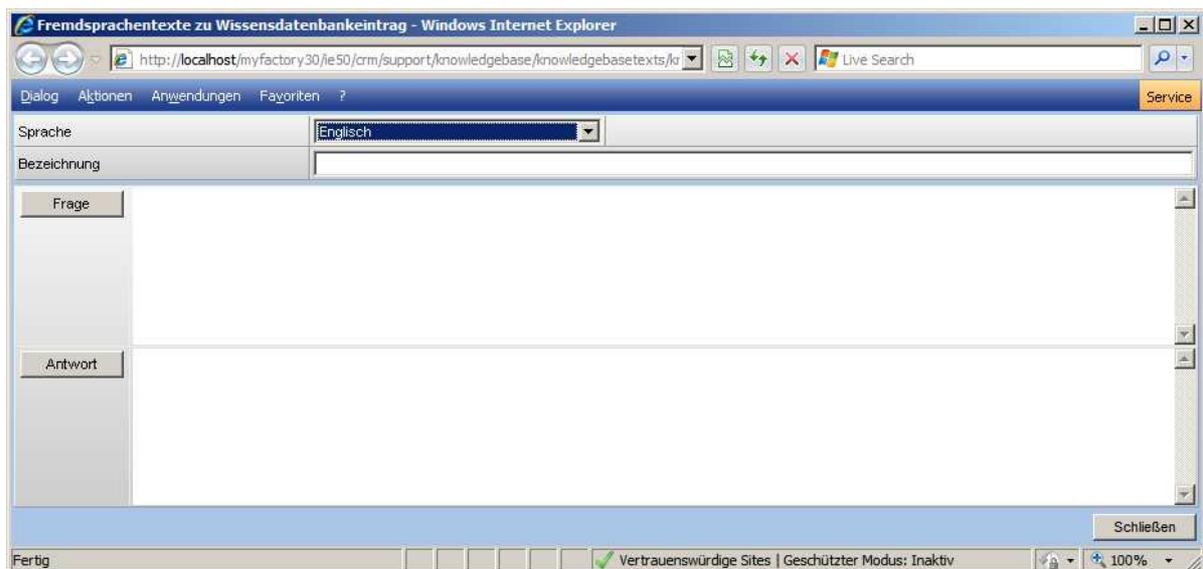 Fremdsprachentexte zu Wissensdatenbankeintrag - Windows Internet Explorer
http://localhost/myfactory30/ie50/crm/support/knowledgebase/knowledgebasetexts/kr Live Search
Dialog Aktionen Anwendungen Favoriten ? Service
Sprache Englisch
Bezeichnung
Frage
Antwort
Schließen
Fertig Vertrauenswürdige Sites | Geschützter Modus: Inaktiv 100%